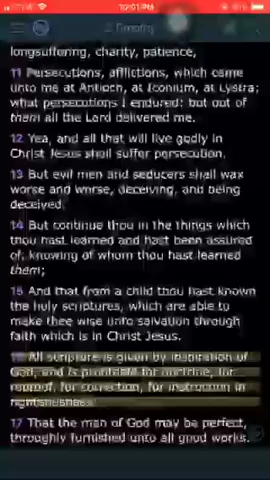 10:01 PM
2 Timothy
longsuffering, charity, patience,
11 Persecutions, afflictions, which came
unto me at Antioch, at Iconium, at Lystra;
what persecutions I endured: but out of
them all the Lord delivered me.
12 Yea, and all that will live godly in
Christ Jesus shall suffer persecution.
13 But evil men and seducers shall wax
worse and worse, deceiving, and being
deceived.
14 But continue thou in the things which
thou hast learned and hast been assured
of, knowing of whom thou hast learned
them;
15 And that from a child thou hast known
the holy scriptures, which are able to
make thee wise unto salvation through
faith which is in Christ Jesus.
16 All scripture is given by inspiration of
God, and is profitable for doctrine, for
reproof, for correction, for instruction in
righteousness:
17 That the man of God may be perfect,
throughly furnished unto all good works.